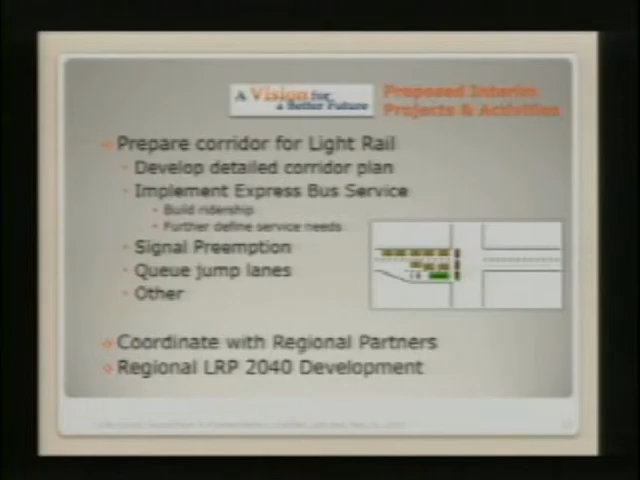 A Vision for
a Better Future
Proposed Interim
Projects & Activities
Prepare corridor for Light Rail
Develop detailed corridor plan
Implement Express Bus Service
Build ridership
Further define service needs
Signal Preemption
Queue jump lanes
Other
Coordinate with Regional Partners
Regional LRP 2040 Development